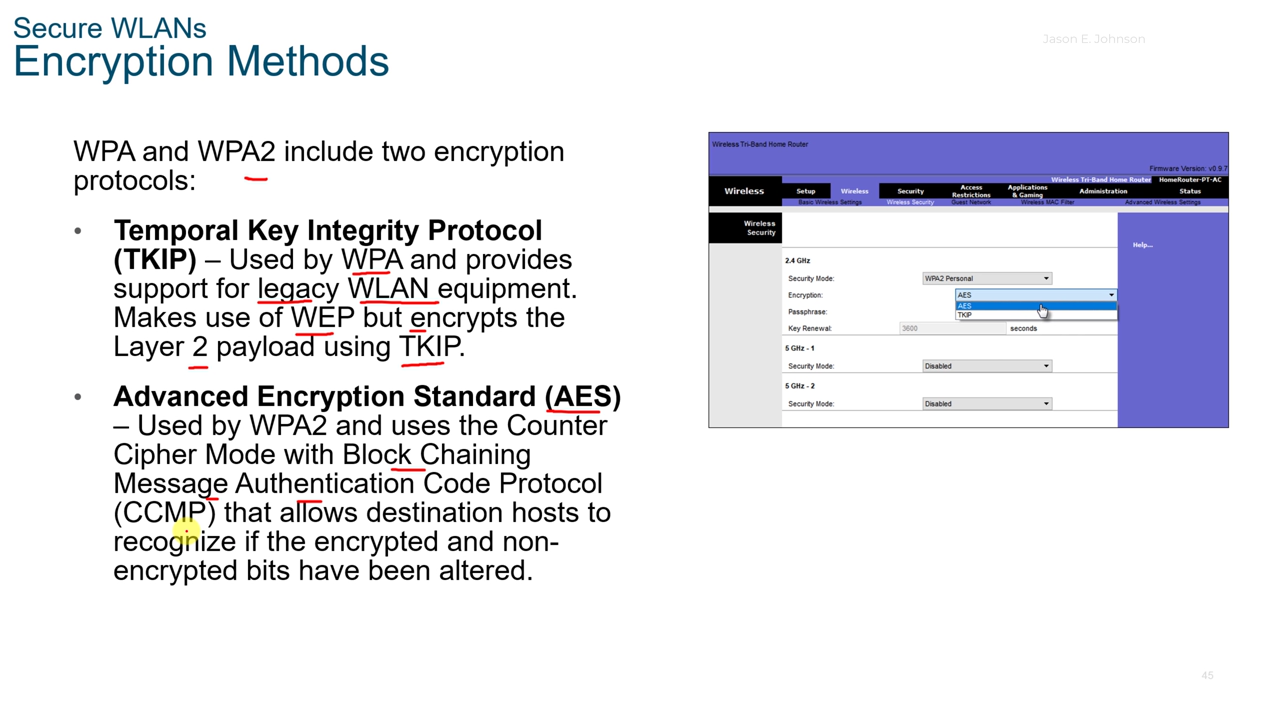 Secure WLANs
Encryption Methods
Jason E. Johnson
WPA and WPA2 include two encryption
protocols:
• Temporal Key Integrity Protocol
(TKIP) – Used by WPA and provides
support for legacy WLAN equipment.
Makes use of WEP but encrypts the
Layer 2 payload using TKIP.
• Advanced Encryption Standard (AES)
– Used by WPA2 and uses the Counter
Cipher Mode with Block Chaining
Message Authentication Code Protocol
(CCMP) that allows destination hosts to
recognize if the encrypted and non-
encrypted bits have been altered.
Wireless Tri-Band Home Router
Firmware Version: v0.9.7
Wireless Tri-Band Home Router HomeRouter-PT-AC
Wireless
Setup Wireless Security Access Restrictions Applications & Gaming Administration Status
Basic Wireless Settings Wireless Security Guest Network Wireless MAC Filter Advanced Wireless Settings
Wireless
Security
Help...
2.4 GHz
Security Mode: WPA2 Personal
Encryption: AES
AES
Passphrase:
TKIP
Key Renewal: 3600 seconds
5 GHz - 1
Security Mode: Disabled
5 GHz - 2
Security Mode: Disabled
45